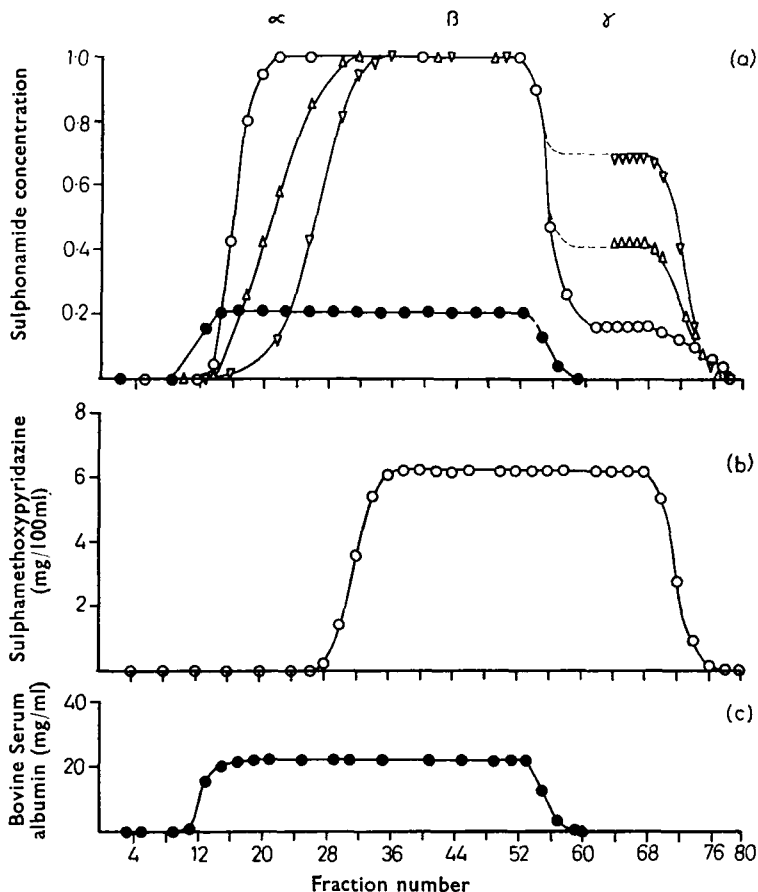 ∝ ß γ
(a)
Sulphonamide concentration
1·0
0·8
0·6
0·4
0·2
(b)
Sulphamethoxypyridazine
(mg/100ml)
8
6
4
2
(c)
Bovine Serum
albumin (mg/ml)
40
20
4 12 20 28 36 44 52 60 68 76 80
Fraction number